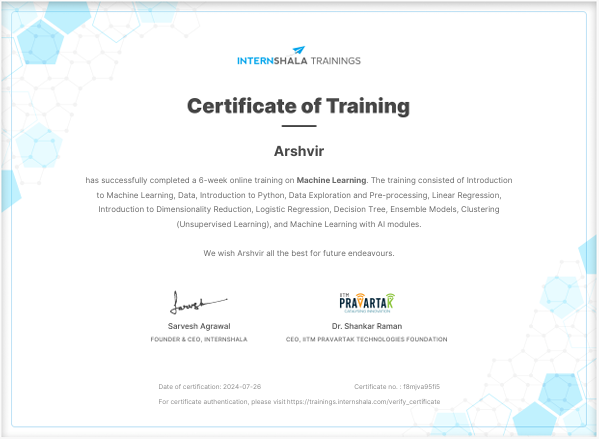 INTERNSHALA TRAININGS
Certificate of Training
Arshvir
has successfully completed a 6-week online training on Machine Learning. The training consisted of Introduction
to Machine Learning, Data, Introduction to Python, Data Exploration and Pre-processing, Linear Regression,
Introduction to Dimensionality Reduction, Logistic Regression, Decision Tree, Ensemble Models, Clustering
(Unsupervised Learning), and Machine Learning with AI modules.
We wish Arshvir all the best for future endeavours.
Sarvesh
IITM
PRAVARTAK
Sarvesh Agrawal
Dr. Shankar Raman
FOUNDER & CEO, INTERNSHALA
CEO, IITM PRAVARTAK TECHNOLOGIES FOUNDATION
Date of certification: 2024-07-26
Certificate no. : f8mjva95fl5
For certificate authentication, please visit https://trainings.internshala.com/verify_certificate